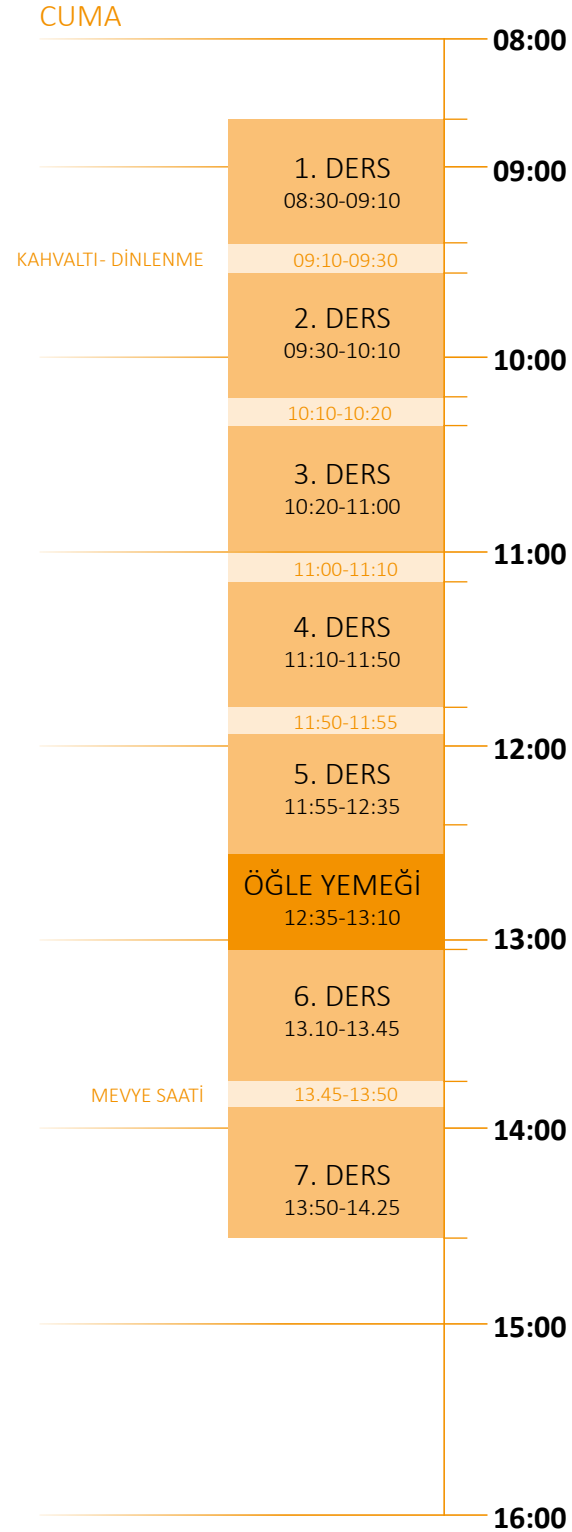 CUMA
08:00
1. DERS
08:30-09:10
09:00
KAHVALTI- DİNLENME
09:10-09:30
2. DERS
09:30-10:10
10:00
10:10-10:20
3. DERS
10:20-11:00
11:00
11:00-11:10
4. DERS
11:10-11:50
11:50-11:55
12:00
5. DERS
11:55-12:35
ÖĞLE YEMEĞİ
12:35-13:10
13:00
6. DERS
13.10-13.45
MEVYE SAATİ
13.45-13:50
14:00
7. DERS
13:50-14.25
15:00
16:00